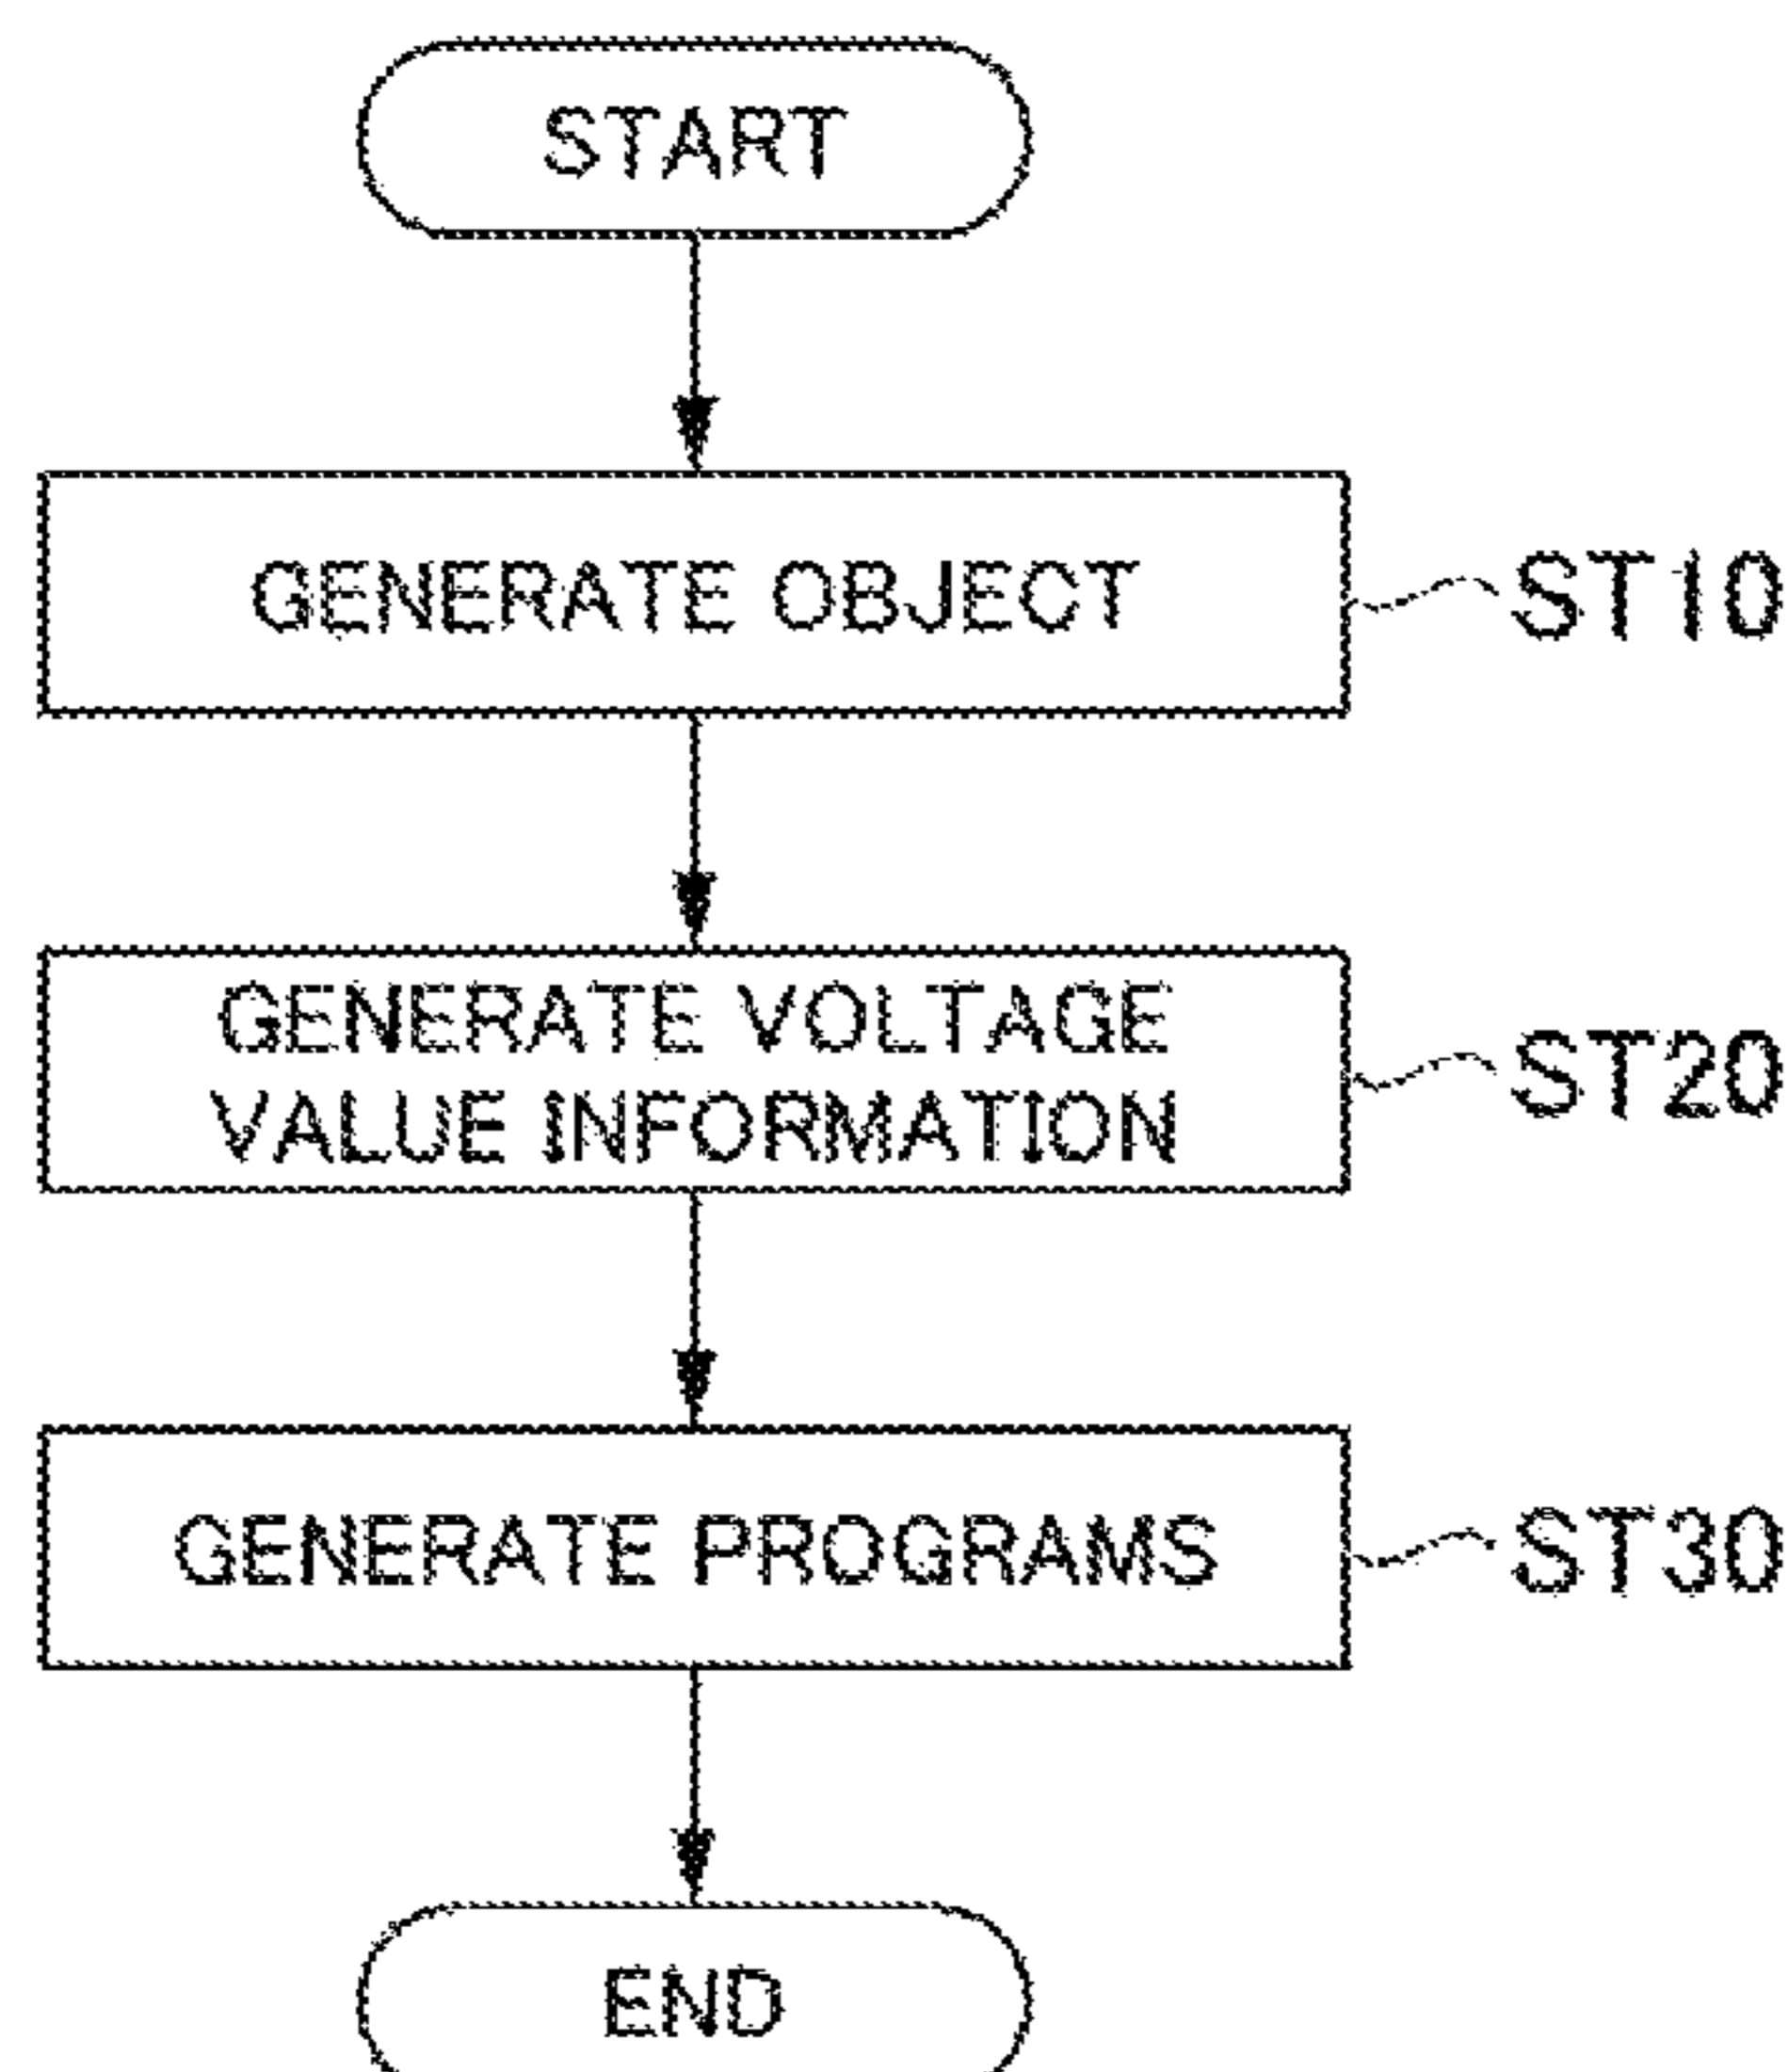 START
GENERATE OBJECT
ST10
GENERATE VOLTAGE
VALUE INFORMATION
ST20
GENERATE PROGRAMS
ST30
END